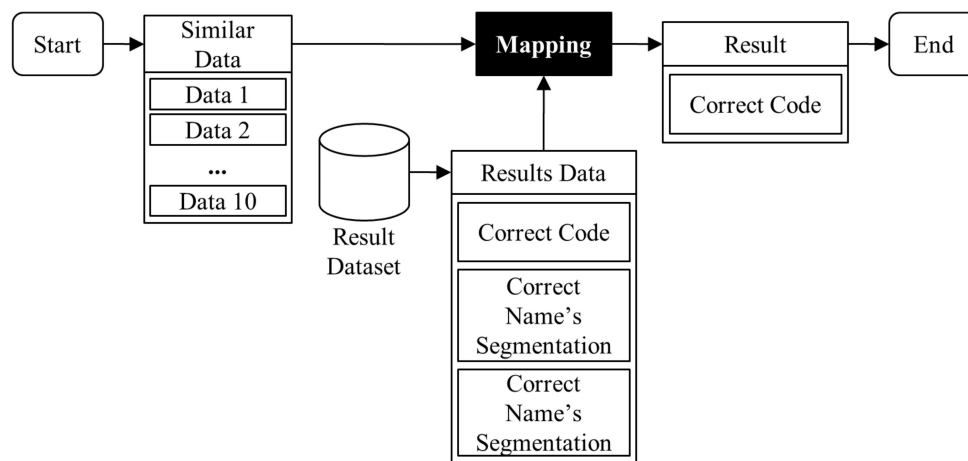 Start
Similar
Data
Data 1
Data 2
...
Data 10
Mapping
Result
Correct Code
End
Result
Dataset
Results Data
Correct Code
Correct
Name’s
Segmentation
Correct
Name’s
Segmentation